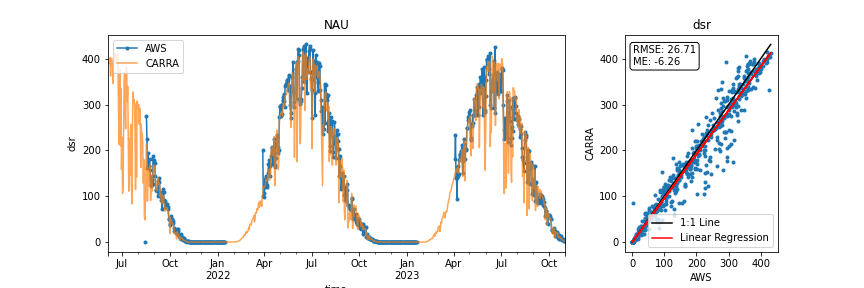 NAU
AWS
CARRA
dsr
400
300
200
100
0
Jul
Oct
Jan
2022
Apr
Jul
Oct
Jan
2023
Apr
Jul
Oct
time
dsr
RMSE: 26.71
ME: -6.26
CARRA
400
300
200
100
0
1:1 Line
Linear Regression
0
100
200
300
400
AWS